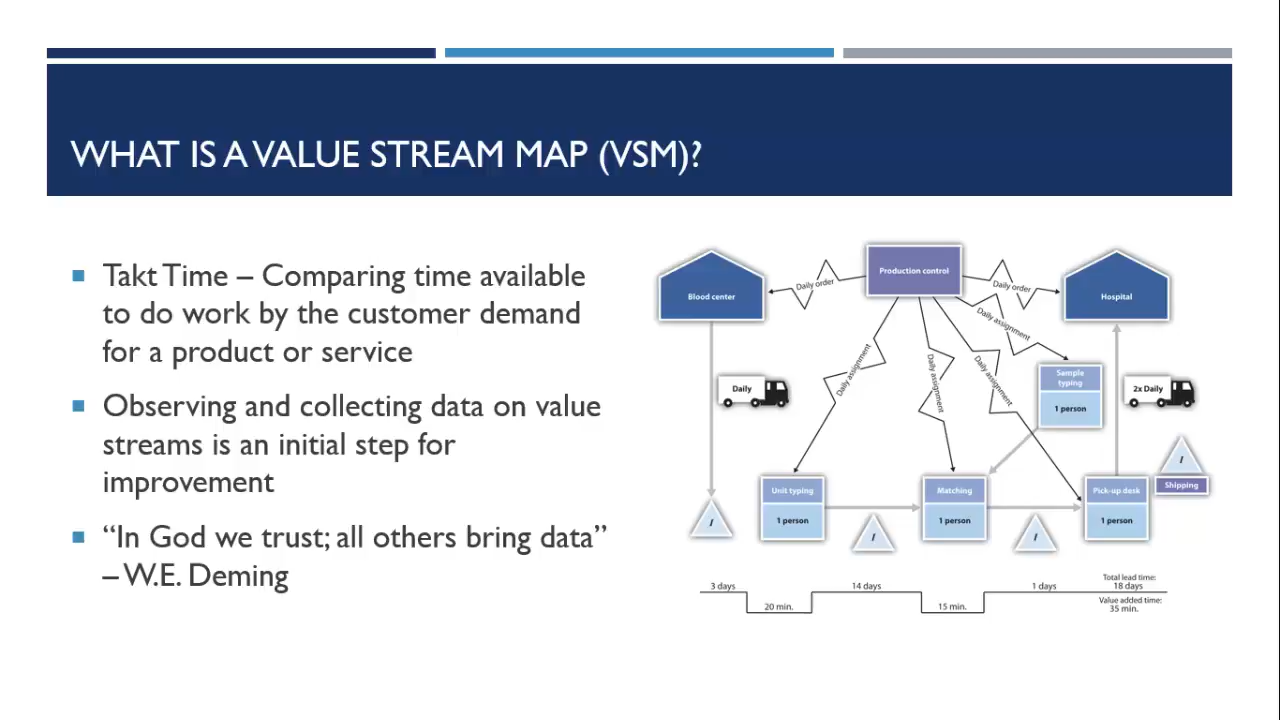 WHAT IS A VALUE STREAM MAP (VSM)?
Takt Time – Comparing time available
to do work by the customer demand
for a product or service
Observing and collecting data on value
streams is an initial step for
improvement
“In God we trust; all others bring data”
– W.E. Deming
Production control
Blood center
Daily order
Daily order
Hospital
Daily assignment
Daily assignment
Daily assignment
Daily assignment
Sample
typing
1 person
Daily
2x Daily
I
Shipping
Unit typing
1 person
Matching
1 person
Pick-up desk
1 person
I
I
I
3 days
20 min.
14 days
15 min.
1 days
Total lead time:
18 days
Value added time:
35 min.